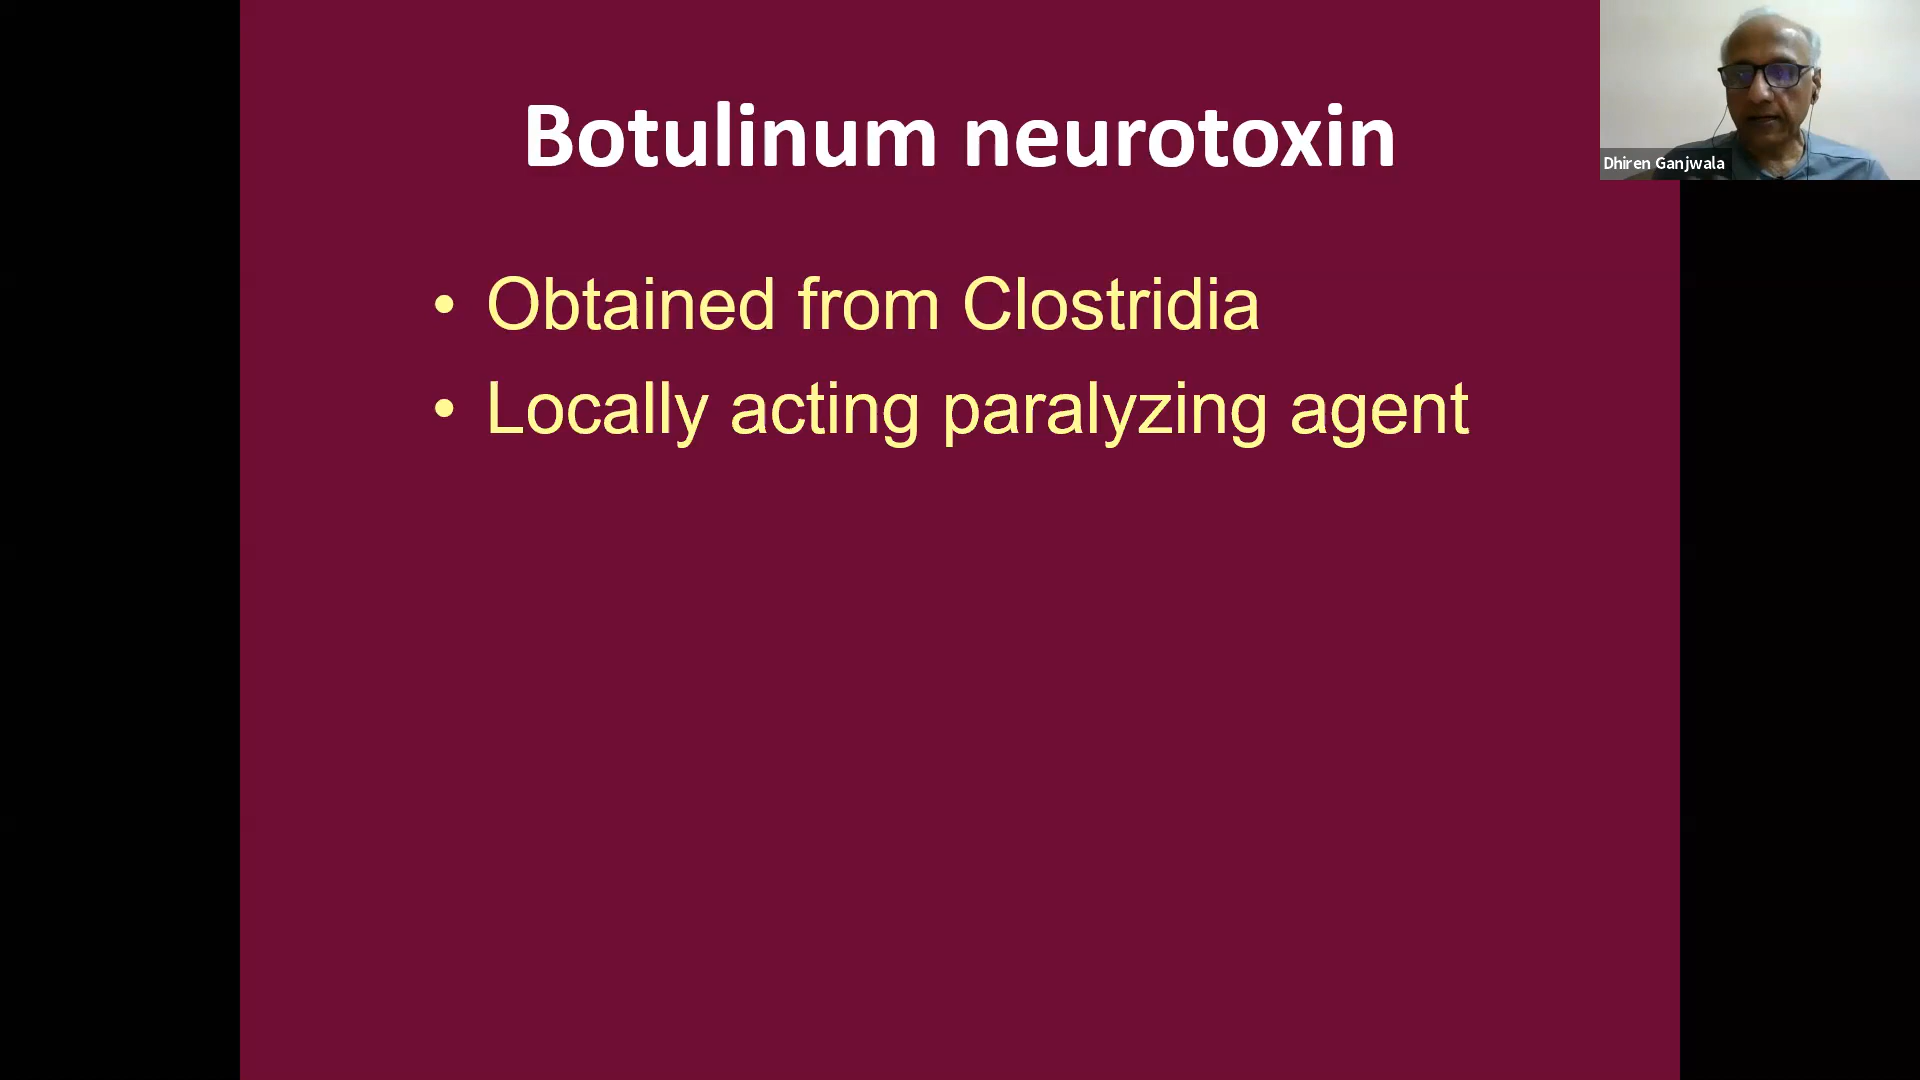 Botulinum neurotoxin
• Obtained from Clostridia
• Locally acting paralyzing agent
Dhiren Ganjwala